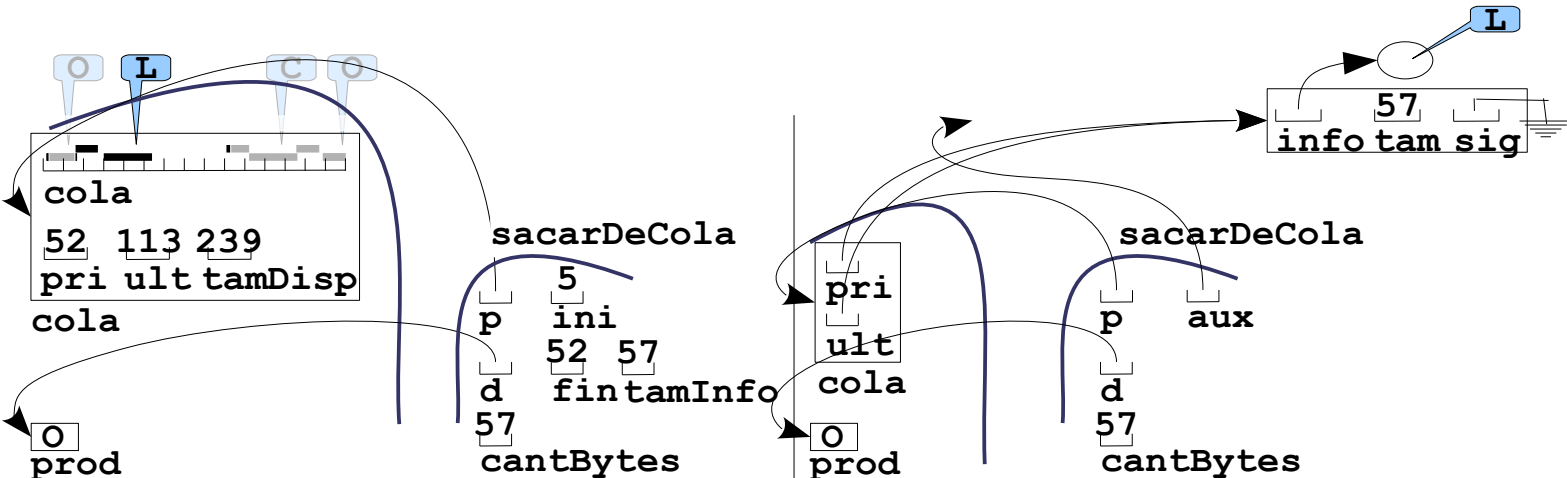 O L C O
cola
52 113 239
pri ult tamDisp
cola
sacarDeCola
5
p ini
52 57
d fin tamInfo
57
cantBytes
O
prod
L
57
info tam sig
sacarDeCola
pri
ult
cola
p aux
d
57
cantBytes
O
prod